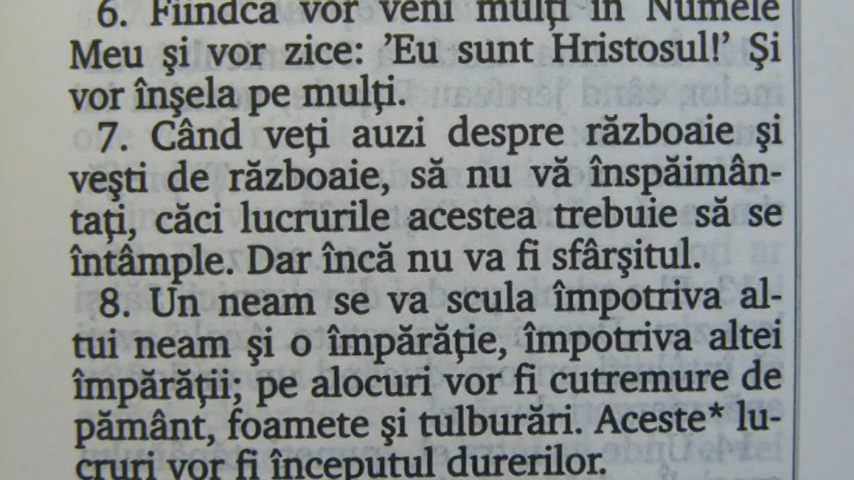 6. Fiindcă vor veni mulţi în Numele
Meu şi vor zice: ’Eu sunt Hristosul!’ Şi
vor înşela pe mulţi.
7. Când veţi auzi despre războaie şi
veşti de războaie, să nu vă înspăimân-
taţi, căci lucrurile acestea trebuie să se
întâmple. Dar încă nu va fi sfârşitul.
8. Un neam se va scula împotriva al-
tui neam şi o împărăţie, împotriva altei
împărăţii; pe alocuri vor fi cutremure de
pământ, foamete şi tulburări. Aceste* lu-
cruri vor fi începutul durerilor.